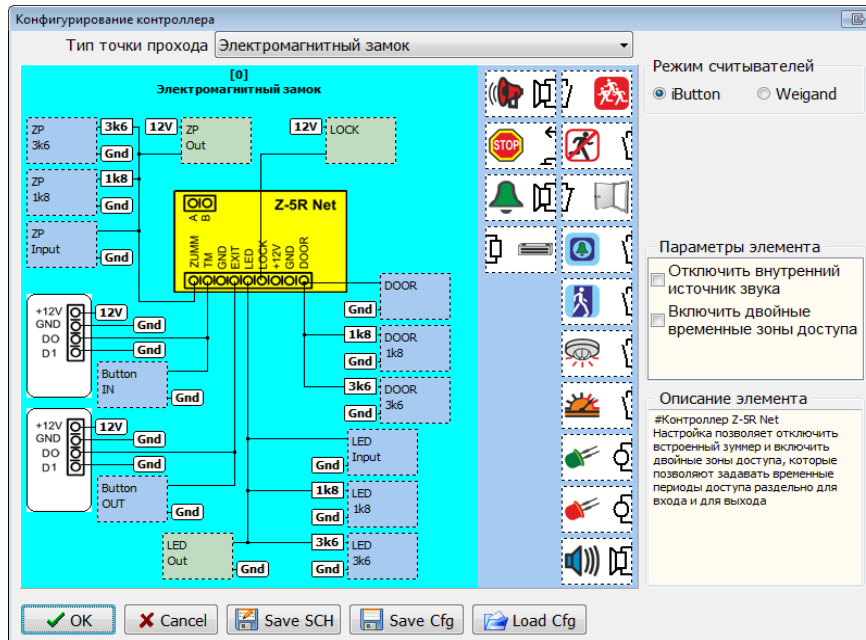 Конфигурирование контроллера
Тип точки прохода Электромагнитный замок
[0]
Электромагнитный замок
ZP
3k6
3k6
Gnd
12V
ZP
Out
12V
LOCK
ZP
1k8
1k8
Gnd
ZP
Input
Gnd
A
B
Z-5R Net
ZUMM
TM
GND
EXIT
LED
LOCK
+12V
GND
DOOR
+12V
GND
DO
D1
12V
Gnd
Gnd
Button
IN
Gnd
+12V
GND
DO
D1
12V
Gnd
Gnd
Button
OUT
Gnd
LED
Out
Gnd
DOOR
Gnd
1k8
DOOR
1k8
Gnd
3k6
DOOR
3k6
Gnd
LED
Input
Gnd
1k8
LED
1k8
Gnd
3k6
LED
3k6
Gnd
STOP
Режим считывателей
iButton
Weigand
Параметры элемента
Отключить внутренний
источник звука
Включить двойные
временные зоны доступа
Описание элемента
#Контроллер Z-5R Net
Настройка позволяет отключить
встроенный зуммер и включить
двойные зоны доступа, которые
позволяют задавать временные
периоды доступа раздельно для
входа и для выхода
OK
Cancel
Save SCH
Save Cfg
Load Cfg